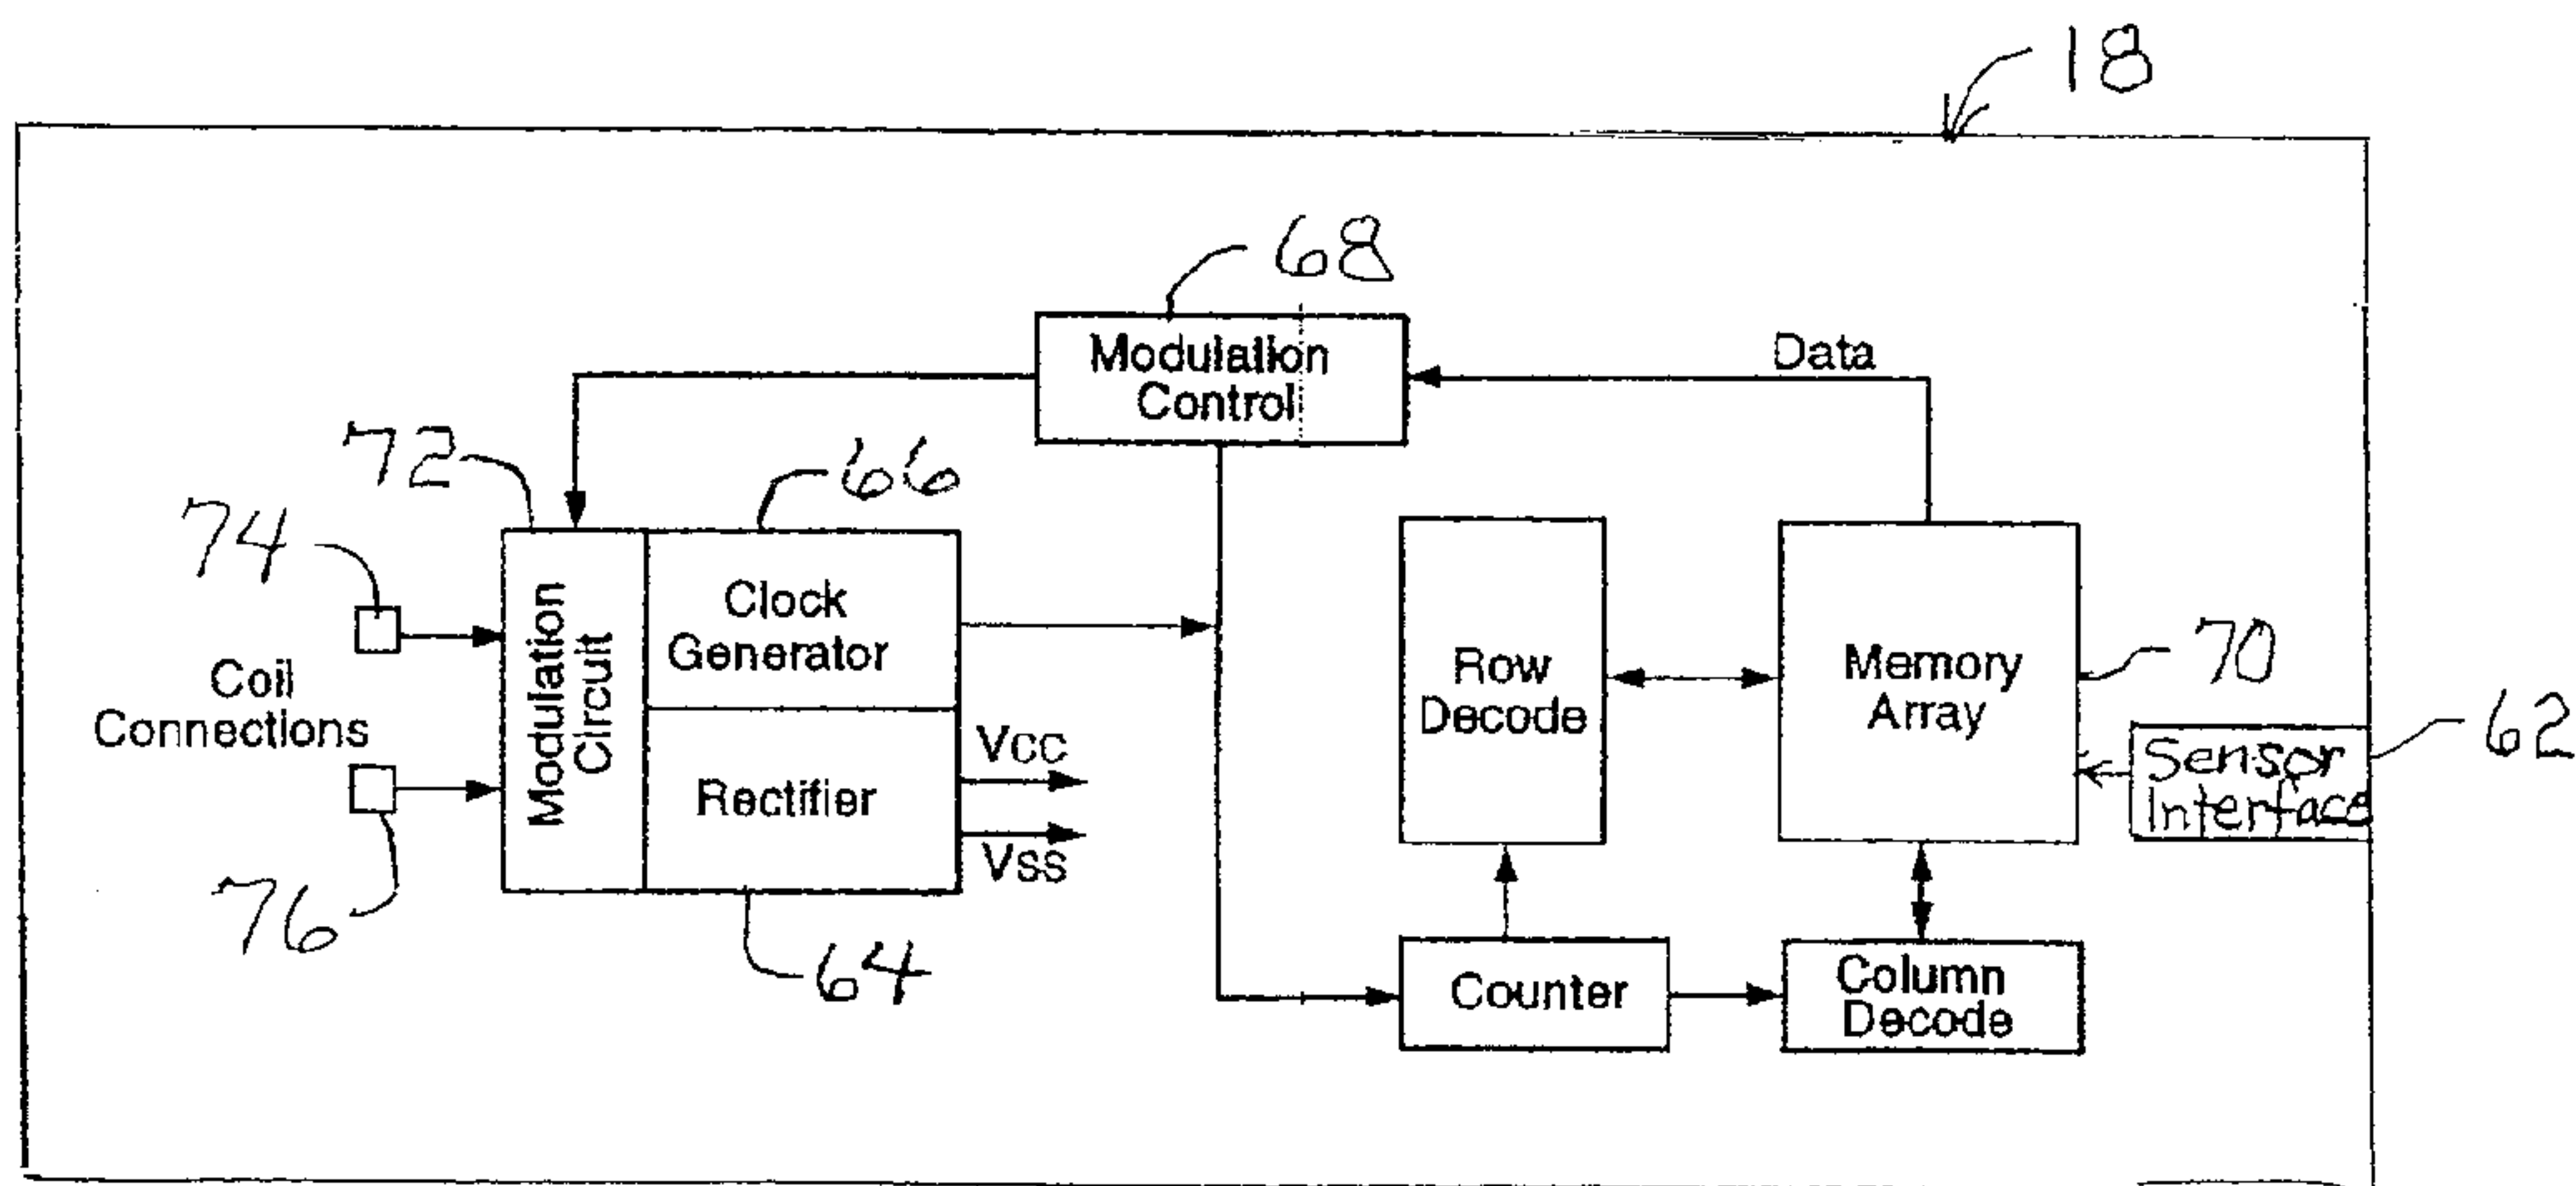 18
68
Modulation
Control
Data
72
66
74
Modulation
Circuit
Clock
Generator
Coil
Connections
Row
Decode
Memory
Array
70
62
Sensor
Interface
VCC
Rectifier
VSS
76
64
Counter
Column
Decode